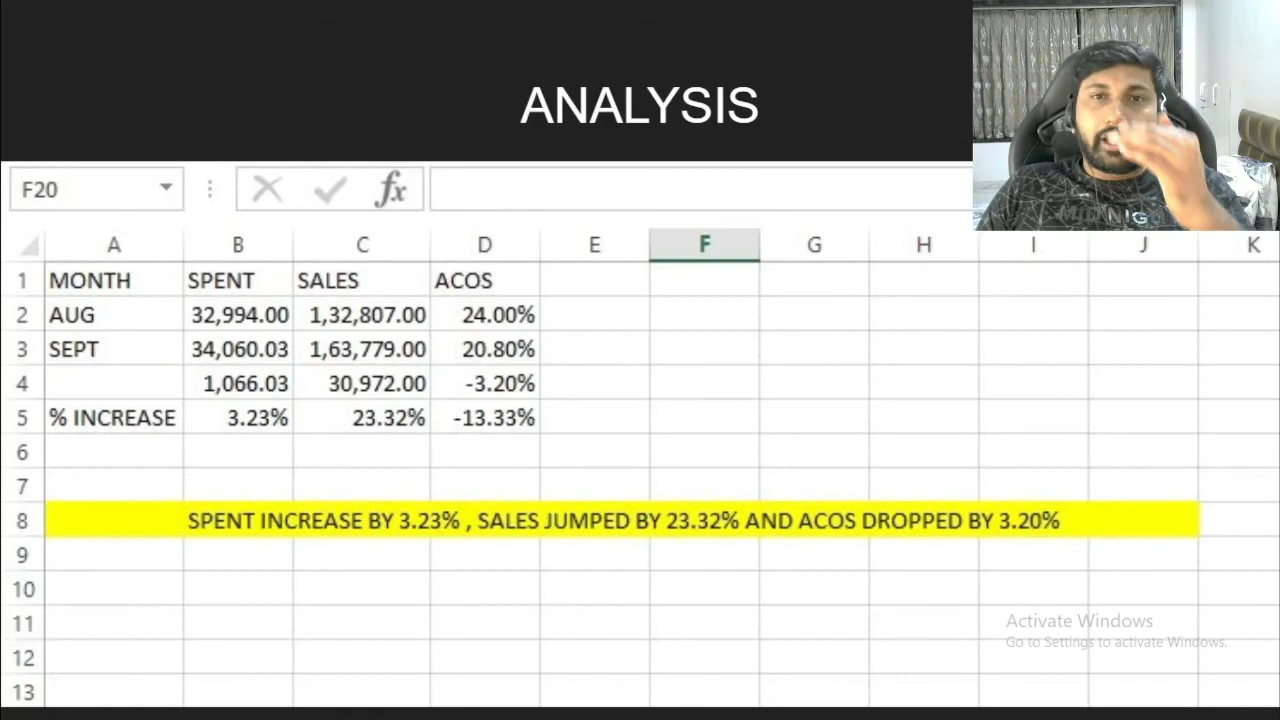 ANALYSIS
F20
fx
A B C D E F G H I J K
1 MONTH SPENT SALES ACOS
2 AUG 32,994.00 1,32,807.00 24.00%
3 SEPT 34,060.03 1,63,779.00 20.80%
4 1,066.03 30,972.00 -3.20%
5 % INCREASE 3.23% 23.32% -13.33%
6
7
8 SPENT INCREASE BY 3.23% , SALES JUMPED BY 23.32% AND ACOS DROPPED BY 3.20%
9
10
11
Activate Windows
Go to Settings to activate Windows.
12
13